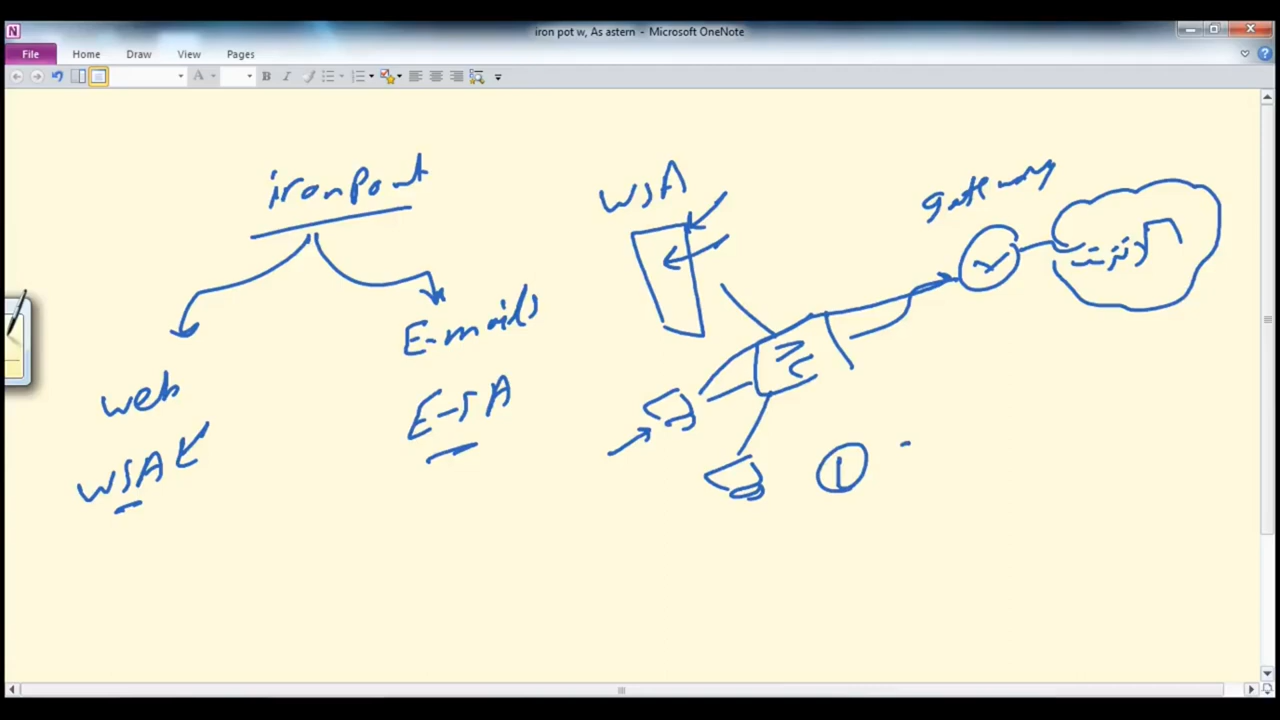 iron pot w, As astern - Microsoft OneNote
File Home Draw View Pages
ironPort
web
WSA
E-mails
E-SA
WSA
gateway
انترنت
1